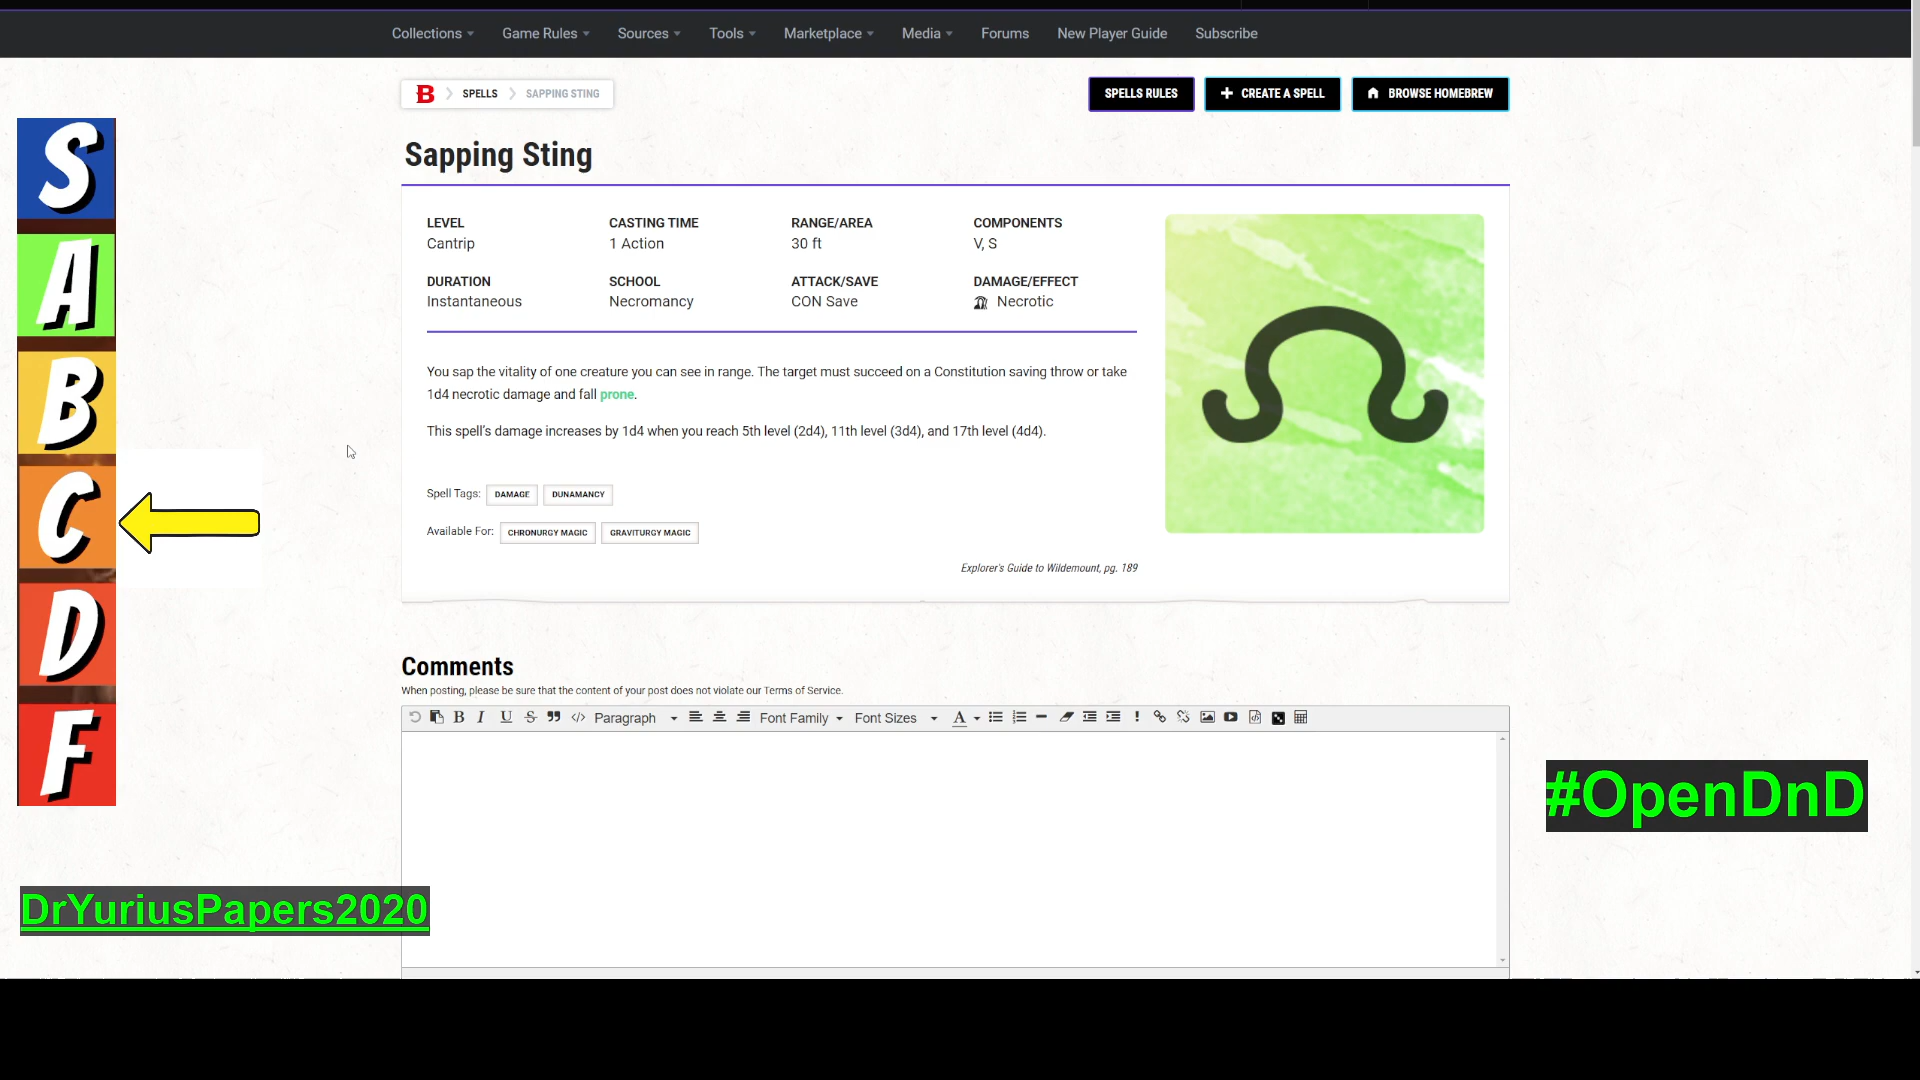 Collections Game Rules Sources Tools Marketplace Media Forums New Player Guide Subscribe
B SPELLS SAPPING STING
SPELLS RULES CREATE A SPELL BROWSE HOMEBREW
Sapping Sting
LEVEL CASTING TIME RANGE/AREA COMPONENTS
Cantrip 1 Action 30 ft V, S
DURATION SCHOOL ATTACK/SAVE DAMAGE/EFFECT
Instantaneous Necromancy CON Save Necrotic
You sap the vitality of one creature you can see in range. The target must succeed on a Constitution saving throw or take
1d4 necrotic damage and fall prone.
This spell's damage increases by 1d4 when you reach 5th level (2d4), 11th level (3d4), and 17th level (4d4).
Spell Tags: DAMAGE DUNAMANCY
Available For: CHRONURGY MAGIC GRAVITURGY MAGIC
Explorer's Guide to Wildemount, pg. 189
S
A
B
C
D
F
Comments
When posting, please be sure that the content of your post does not violate our Terms of Service.
B I U S Paragraph Font Family Font Sizes A
#OpenDnD
DrYuriusPapers2020